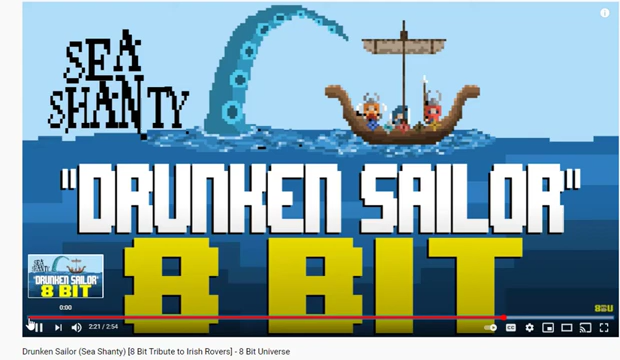 SEA
SHANTY
"DRUNKEN SAILOR"
8 BIT
SEA
SHANTY
"DRUNKEN SAILOR"
8 BIT
8BU
0:00
2:21 / 2:54
CC
Drunken Sailor (Sea Shanty) [8 Bit Tribute to Irish Rovers] - 8 Bit Universe